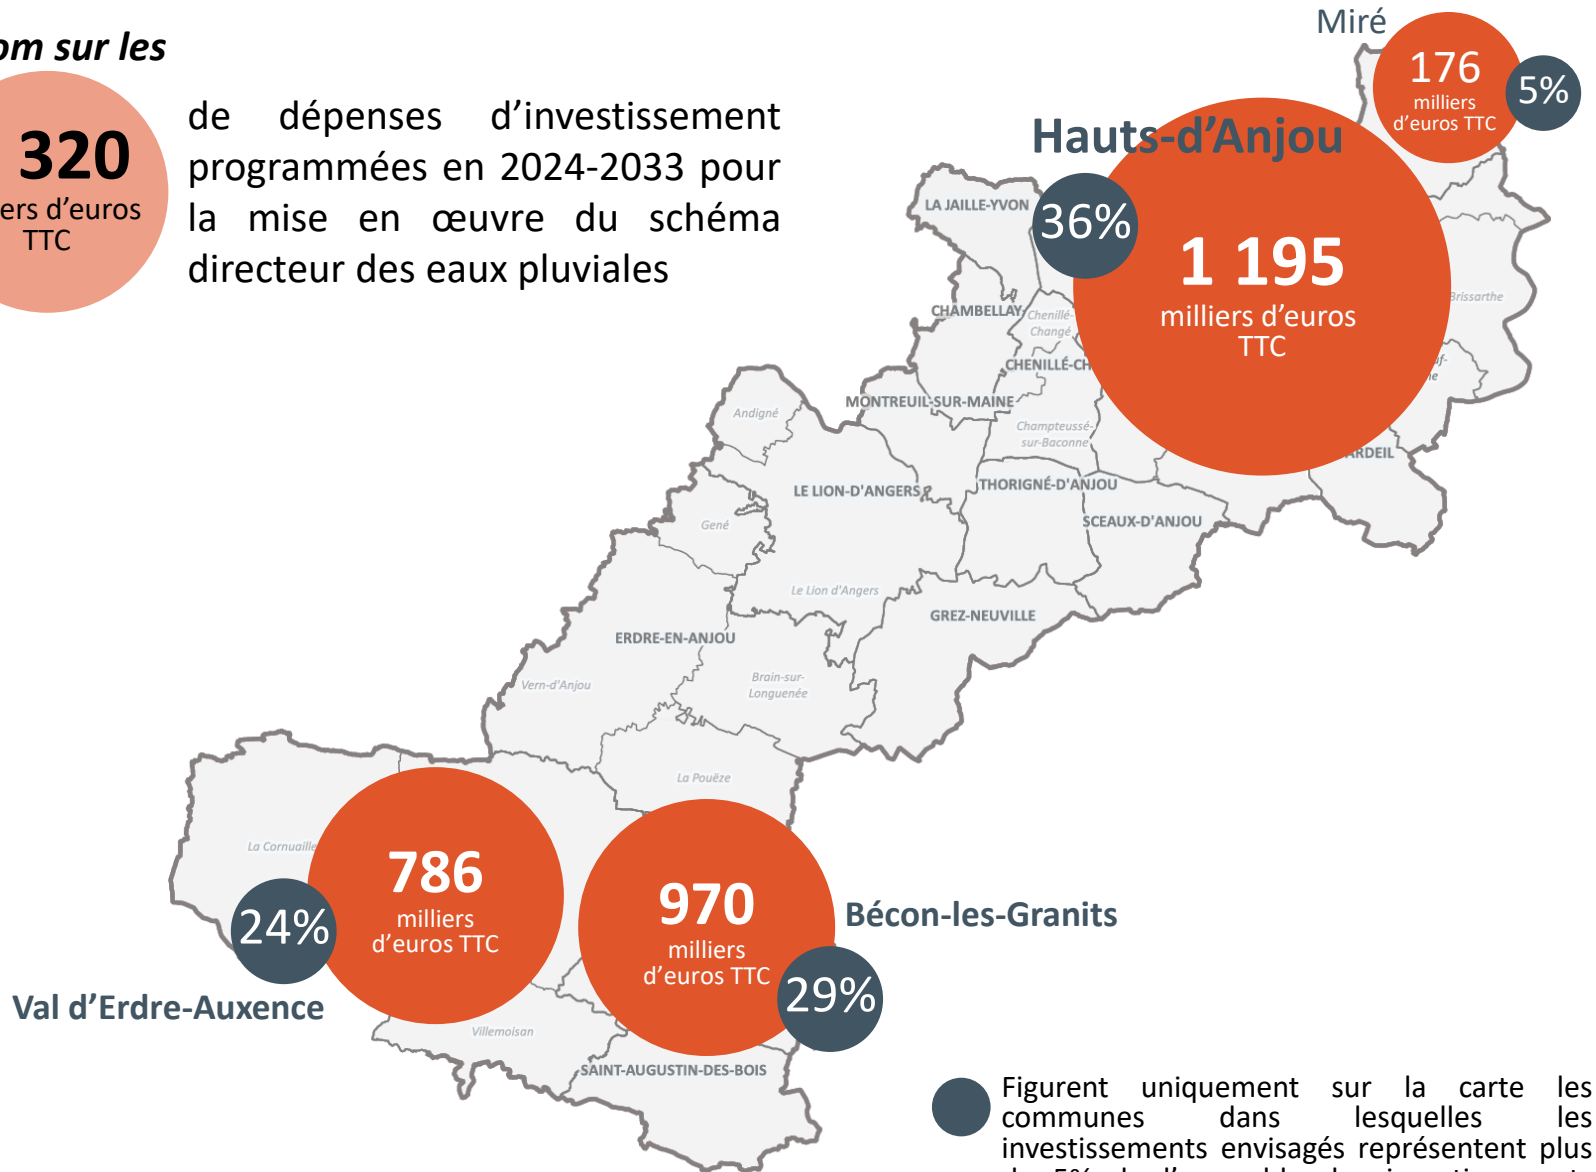 om sur les
320
ers d'euros
TTC
de dépenses d'investissement
programmées en 2024-2033 pour
la mise en œuvre du schéma
directeur des eaux pluviales
Miré
176
milliers
d'euros TTC
5%
Hauts-d'Anjou
36%
1 195
milliers d'euros
TTC
LA JAILLE-YVON
CHAMBELLAY
Chenillé-
Changé
CHENILLÉ-CH
Brissarthe
MONTREUIL-SUR-MAINE
Champteussé-
sur-Baconne
ARDEIL
Andigné
LE LION-D'ANGERS
THORIGNÉ-D'ANJOU
SCEAUX-D'ANJOU
Gené
Le Lion d'Angers
GREZ-NEUVILLE
ERDRE-EN-ANJOU
Vern-d'Anjou
Brain-sur-
Longuenée
La Pouëze
La Cornuaille
786
milliers
d'euros TTC
24%
Val d'Erdre-Auxence
970
milliers
d'euros TTC
29%
Bécon-les-Granits
Villemoisan
SAINT-AUGUSTIN-DES-BOIS
Figurent uniquement sur la carte les
communes dans lesquelles les
investissements envisagés représentent plus